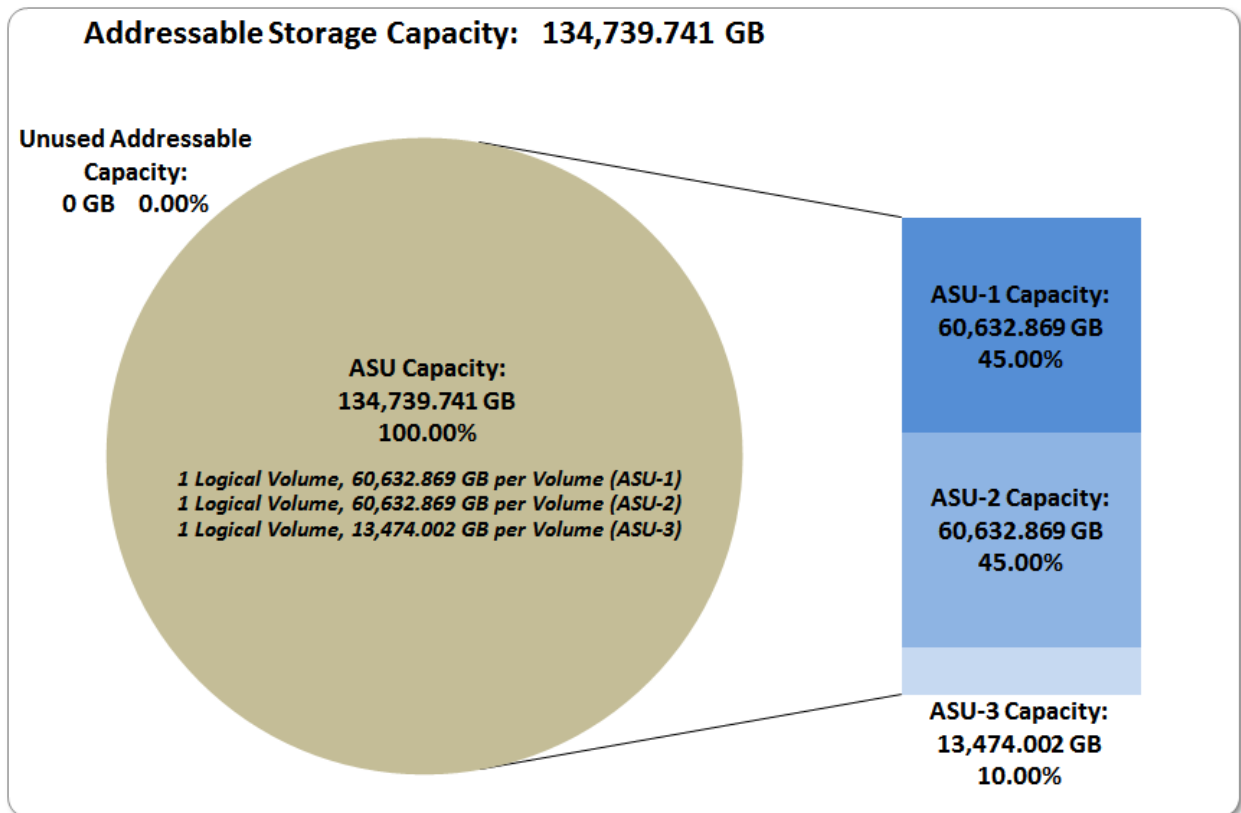 Addressable Storage Capacity: 134,739.741 GB
Unused Addressable
Capacity:
0 GB 0.00%
ASU Capacity:
134,739.741 GB
100.00%
1 Logical Volume, 60,632.869 GB per Volume (ASU-1)
1 Logical Volume, 60,632.869 GB per Volume (ASU-2)
1 Logical Volume, 13,474.002 GB per Volume (ASU-3)
ASU-1 Capacity:
60,632.869 GB
45.00%
ASU-2 Capacity:
60,632.869 GB
45.00%
ASU-3 Capacity:
13,474.002 GB
10.00%